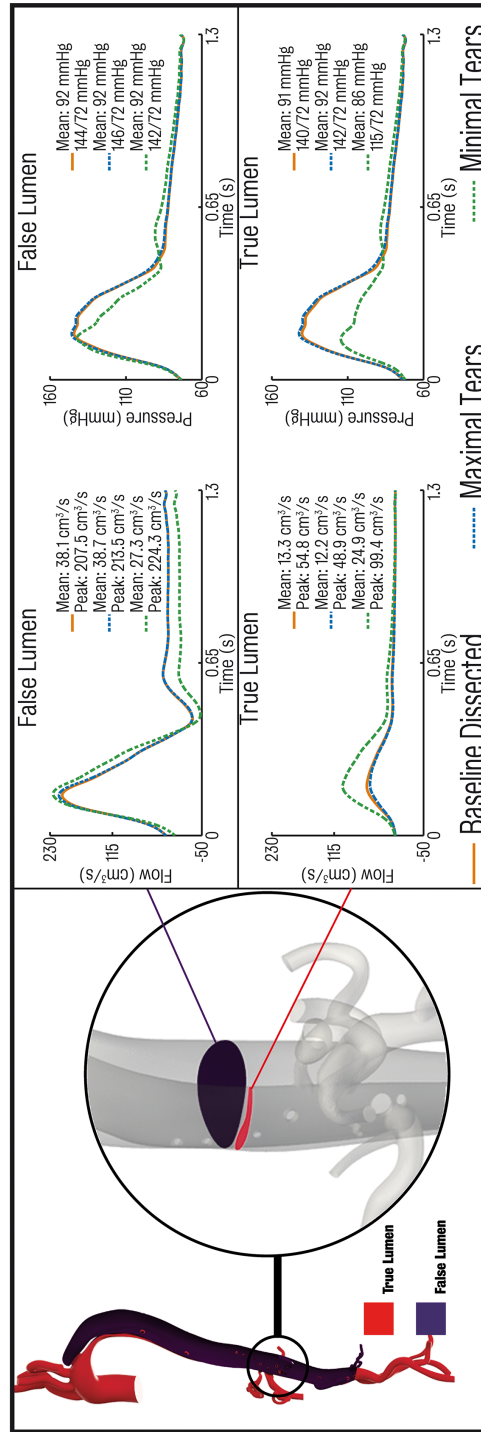 True Lumen
False Lumen
False Lumen
Flow (cm³/s)
230
115
-50
0
0.65
1.3
Time (s)
Mean: 38.1 cm³/s
Peak: 207.5 cm³/s
Mean: 38.7 cm³/s
Peak: 213.5 cm³/s
Mean: 27.3 cm³/s
Peak: 224.3 cm³/s
False Lumen
Pressure (mmHg)
160
110
60
0
0.65
1.3
Time (s)
Mean: 92 mmHg
144/72 mmHg
Mean: 92 mmHg
146/72 mmHg
Mean: 92 mmHg
142/72 mmHg
True Lumen
Flow (cm³/s)
230
115
-50
0
0.65
1.3
Time (s)
Mean: 13.3 cm³/s
Peak: 54.8 cm³/s
Mean: 12.2 cm³/s
Peak: 48.9 cm³/s
Mean: 24.9 cm³/s
Peak: 99.4 cm³/s
True Lumen
Pressure (mmHg)
160
110
60
0
0.65
1.3
Time (s)
Mean: 91 mmHg
140/72 mmHg
Mean: 92 mmHg
142/72 mmHg
Mean: 86 mmHg
115/72 mmHg
Baseline Dissected
Maximal Tears
Minimal Tears